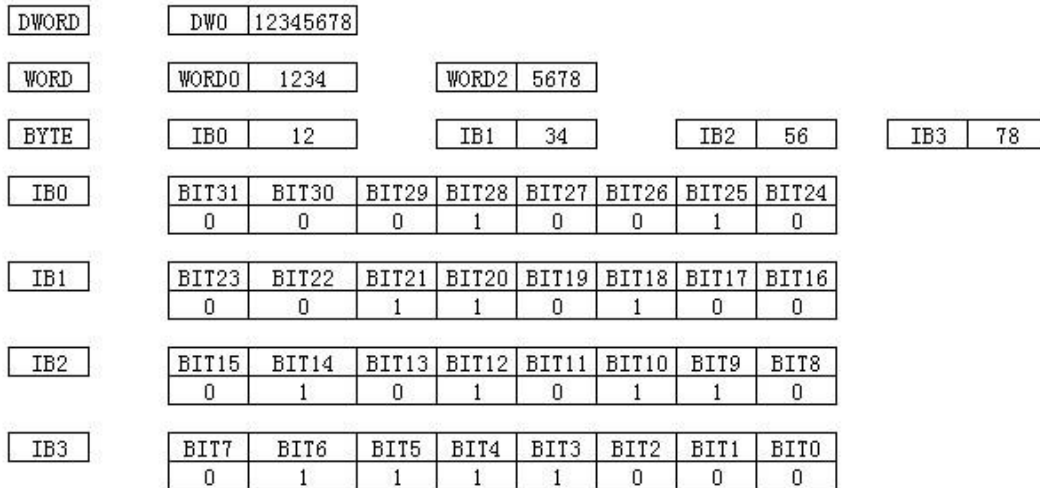 DWORD DW0 12345678
WORD WORD0 1234 WORD2 5678
BYTE IB0 12 IB1 34 IB2 56 IB3 78
IB0 BIT31 BIT30 BIT29 BIT28 BIT27 BIT26 BIT25 BIT24
0 0 0 1 0 0 1 0
IB1 BIT23 BIT22 BIT21 BIT20 BIT19 BIT18 BIT17 BIT16
0 0 1 1 0 1 0 0
IB2 BIT15 BIT14 BIT13 BIT12 BIT11 BIT10 BIT9 BIT8
0 1 0 1 0 1 1 0
IB3 BIT7 BIT6 BIT5 BIT4 BIT3 BIT2 BIT1 BIT0
0 1 1 1 1 0 0 0